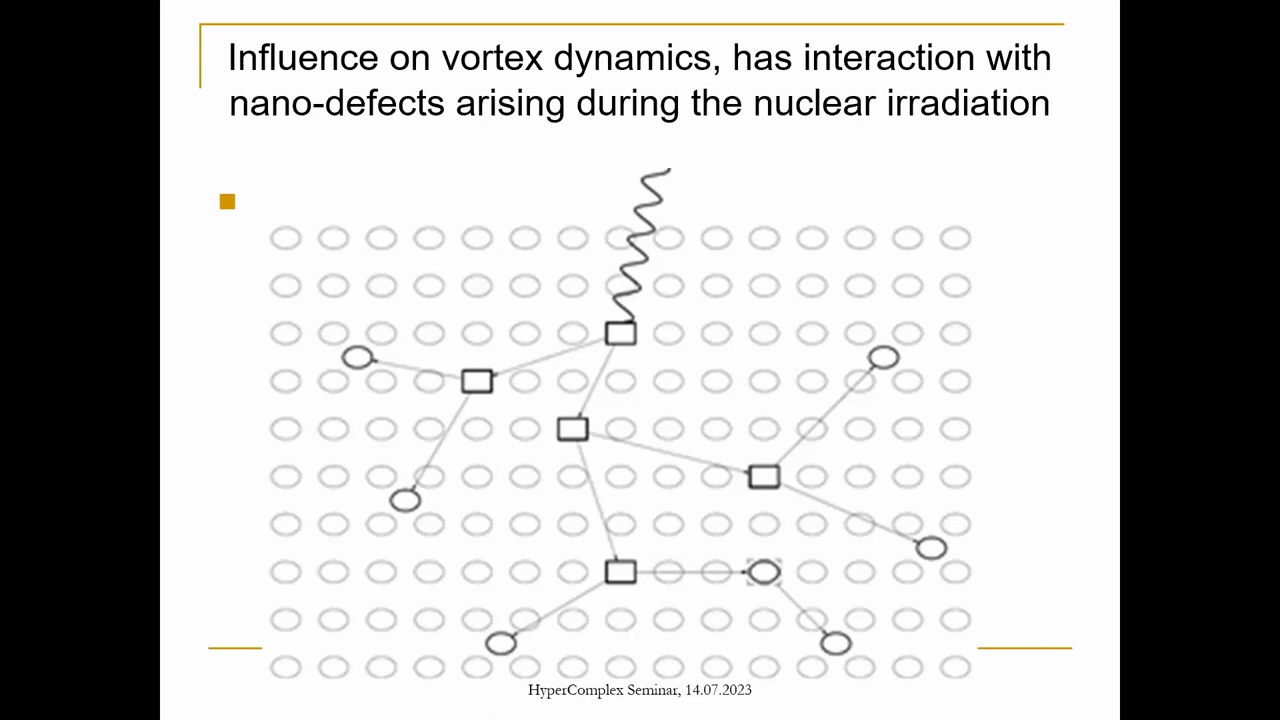 Influence on vortex dynamics, has interaction with
nano-defects arising during the nuclear irradiation
HyperComplex Seminar, 14.07.2023